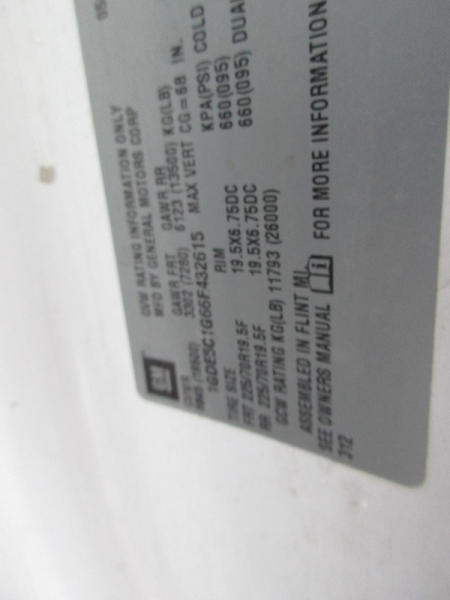 05
GVW RATING INFORMATION ONLY
MFD BY GENERAL MOTORS CORP
GM
GVWR GAWR FRT GAWR RR
8845 (19500) 3302 (7280) 6123 (13500) KG(LB)
1GDE5C1G66F432615 MAX VERT CG=68 IN.
TIRE SIZE RIM KPA(PSI) COLD
FRT 225/70R19.5F 19.5X6.75DC 660(095)
RR 225/70R19.5F 19.5X6.75DC 660(095) DUAL
GCW RATING KG(LB) 11793 (26000)
ASSEMBLED IN FLINT MI
SEE OWNERS MANUAL FOR MORE INFORMATION
312